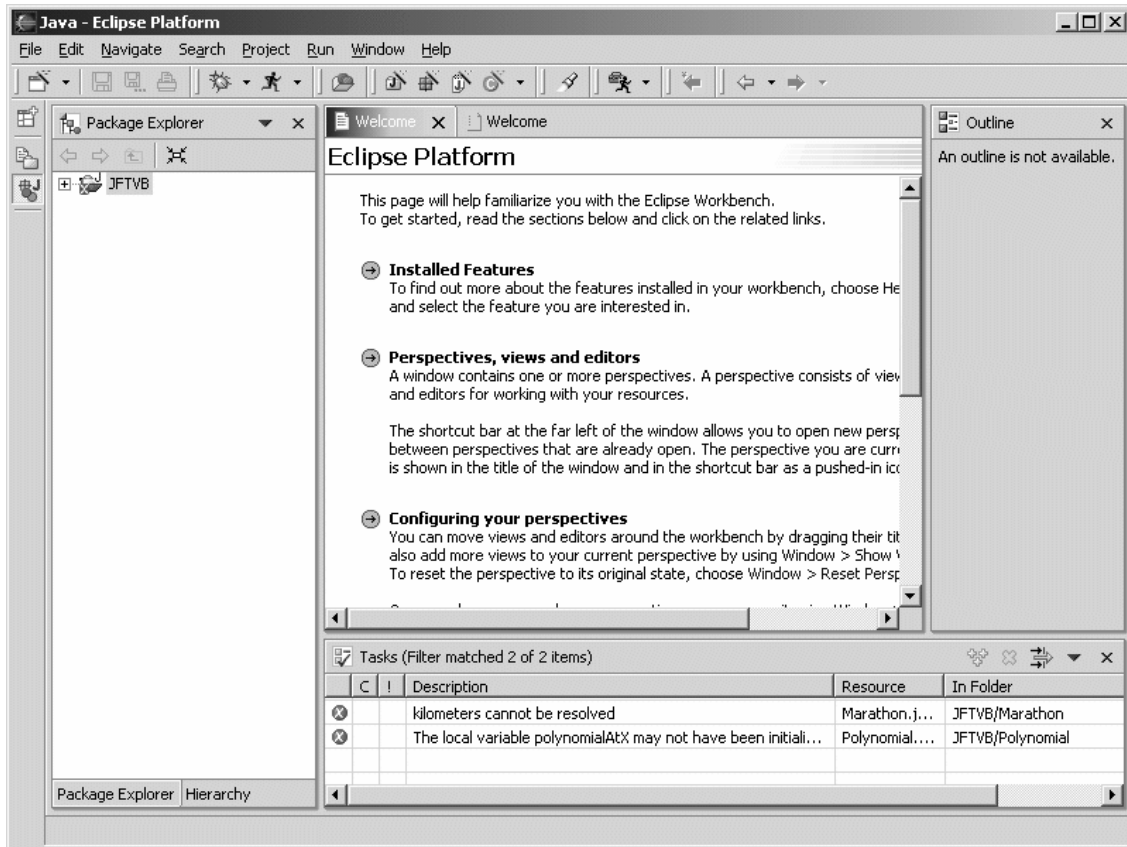 Java - Eclipse Platform
File Edit Navigate Search Project Run Window Help
Package Explorer
JFTVB
Package Explorer Hierarchy
Welcome
Welcome
Eclipse Platform
This page will help familiarize you with the Eclipse Workbench.
To get started, read the sections below and click on the related links.
Installed Features
To find out more about the features installed in your workbench, choose He
and select the feature you are interested in.
Perspectives, views and editors
A window contains one or more perspectives. A perspective consists of view
and editors for working with your resources.
The shortcut bar at the far left of the window allows you to open new persp
between perspectives that are already open. The perspective you are curre
is shown in the title of the window and in the shortcut bar as a pushed-in ico
Configuring your perspectives
You can move views and editors around the workbench by dragging their tit
also add more views to your current perspective by using Window > Show
To reset the perspective to its original state, choose Window > Reset Persp
Outline
An outline is not available.
Tasks (Filter matched 2 of 2 items)
C ! Description Resource In Folder
kilometers cannot be resolved Marathon.j... JFTVB/Marathon
The local variable polynomialAtX may not have been initiali... Polynomial.... JFTVB/Polynomial